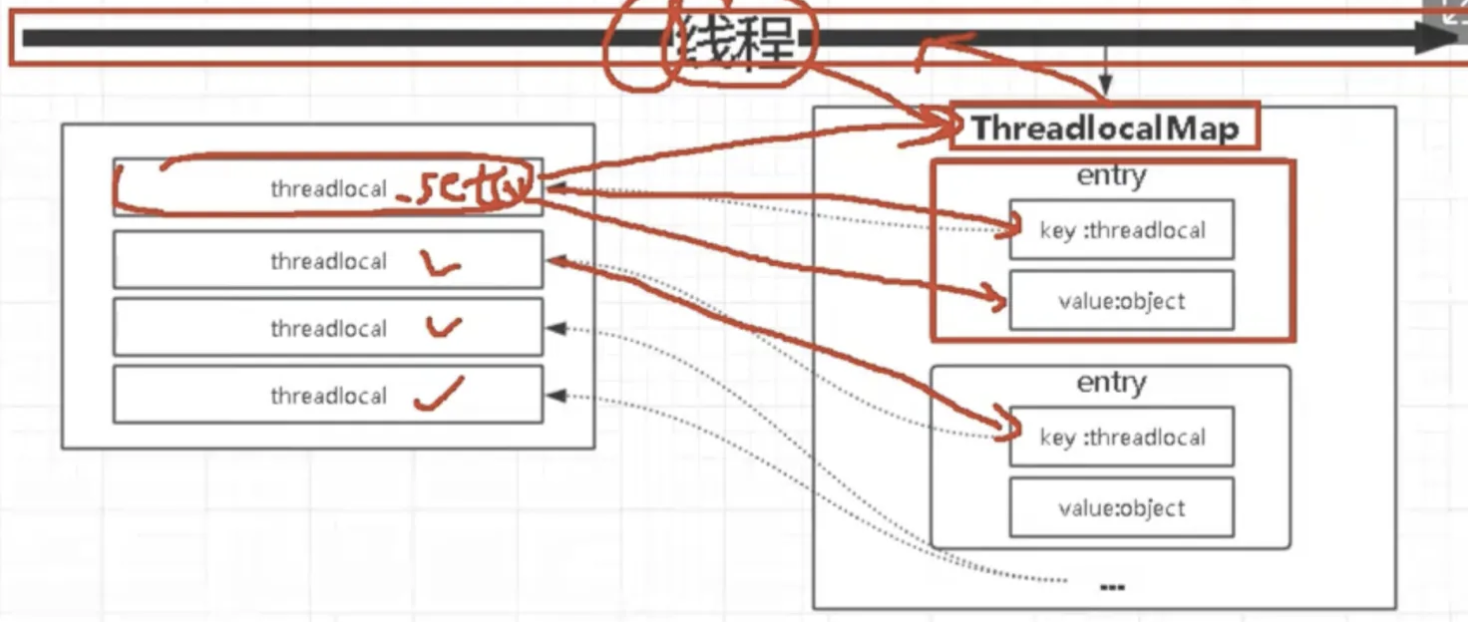 线程
ThreadlocalMap
threadlocal .set()
threadlocal
threadlocal
threadlocal
entry
key :threadlocal
value:object
entry
key :threadlocal
value:object
...